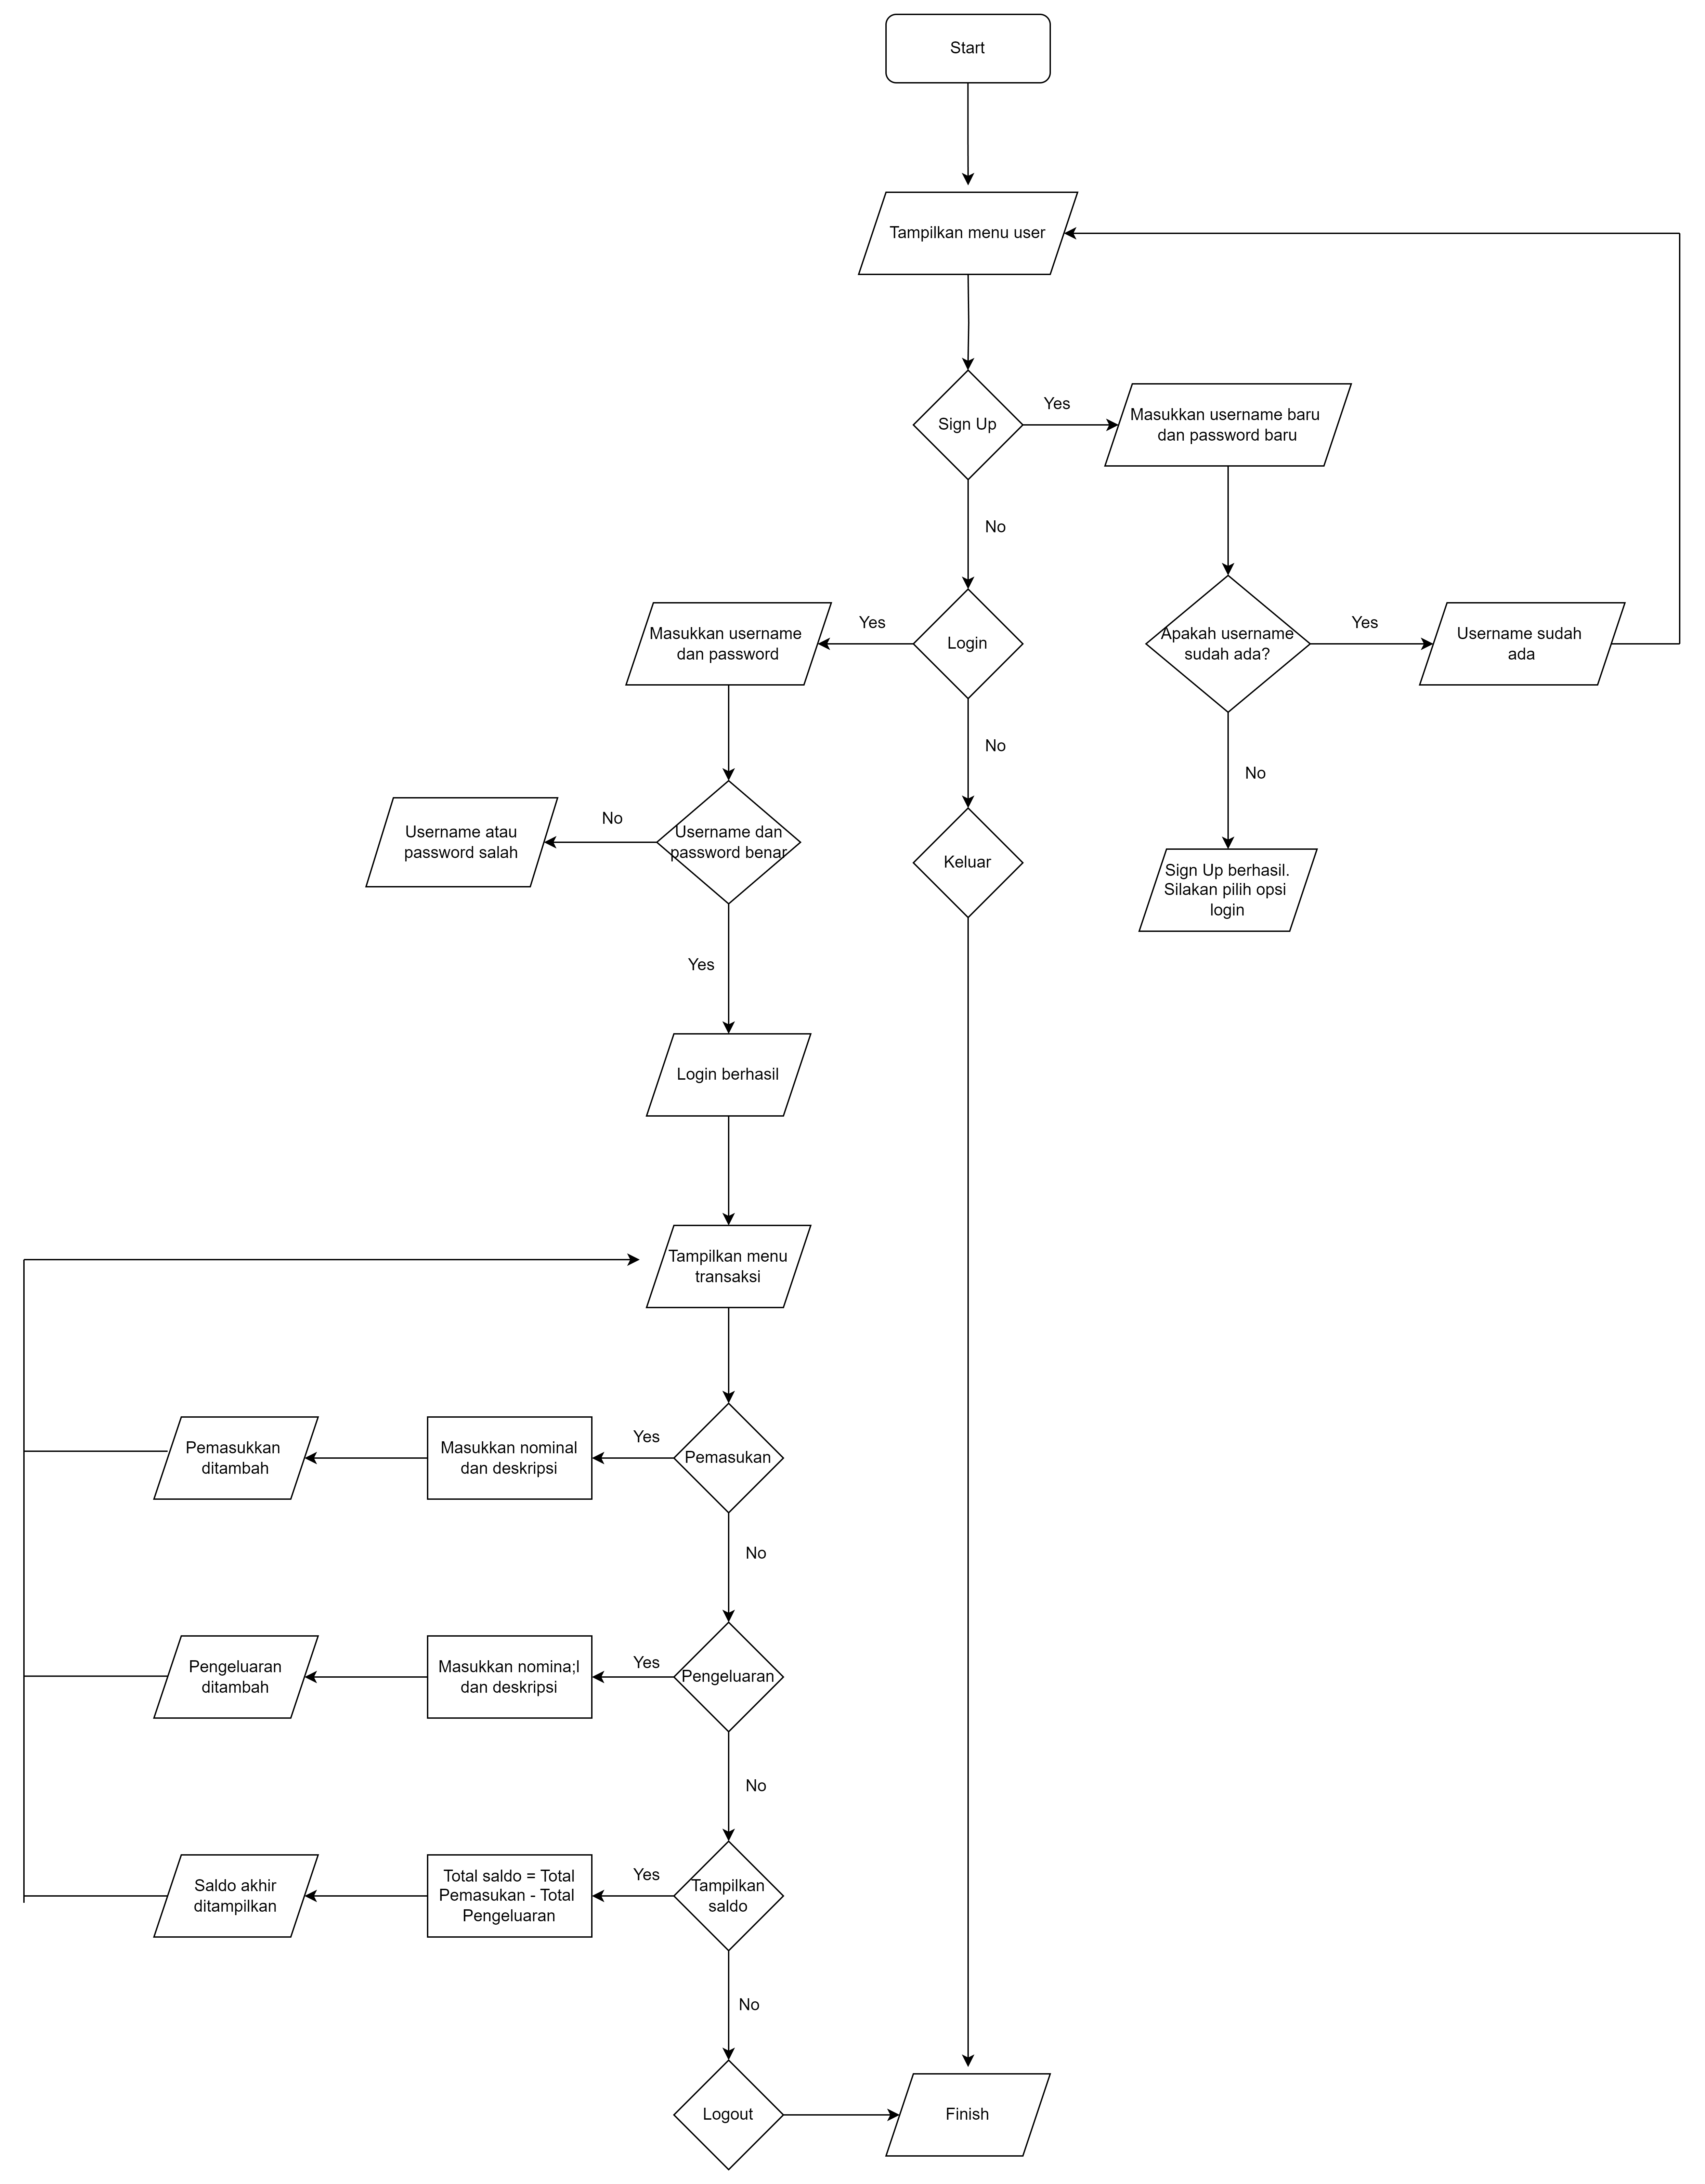 Start
Tampilkan menu user
Sign Up
Yes
Masukkan username baru
dan password baru
No
Apakah username
sudah ada?
Yes
Username sudah
ada
No
Sign Up berhasil.
Silakan pilih opsi
login
Login
Yes
Masukkan username
dan password
No
Keluar
Username dan
password benar
No
Username atau
password salah
Yes
Login berhasil
Tampilkan menu
transaksi
Pemasukan
Yes
Masukkan nominal
dan deskripsi
Pemasukkan
ditambah
No
Pengeluaran
Yes
Masukkan nomina;l
dan deskripsi
Pengeluaran
ditambah
No
Tampilkan
saldo
Yes
Total saldo = Total
Pemasukan - Total
Pengeluaran
Saldo akhir
ditampilkan
No
Logout
Finish